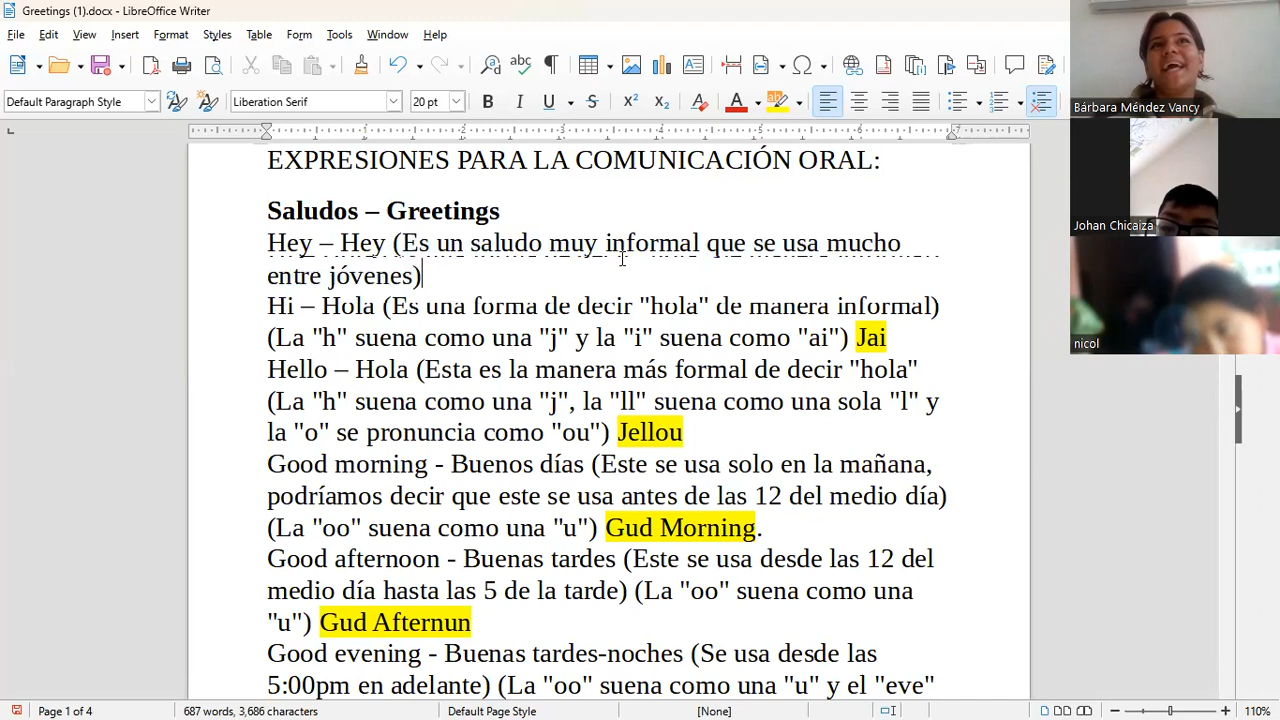 Greetings (1).docx - LibreOffice Writer
File Edit View Insert Format Styles Table Form Tools Window Help
Default Paragraph Style Liberation Serif 20 pt
EXPRESIONES PARA LA COMUNICACIÓN ORAL:
Saludos – Greetings
Hey – Hey (Es un saludo muy informal que se usa mucho
entre jóvenes)
Hi – Hola (Es una forma de decir "hola" de manera informal)
(La "h" suena como una "j" y la "i" suena como "ai") Jai
Hello – Hola (Esta es la manera más formal de decir "hola"
(La "h" suena como una "j", la "ll" suena como una sola "l" y
la "o" se pronuncia como "ou") Jellou
Good morning - Buenos días (Este se usa solo en la mañana,
podríamos decir que este se usa antes de las 12 del medio día)
(La "oo" suena como una "u") Gud Morning.
Good afternoon - Buenas tardes (Este se usa desde las 12 del
medio día hasta las 5 de la tarde) (La "oo" suena como una
"u") Gud Afternun
Good evening - Buenas tardes-noches (Se usa desde las
5:00pm en adelante) (La "oo" suena como una "u" y el "eve"
Page 1 of 4 687 words, 3,686 characters Default Page Style [None] 110%
Bárbara Méndez Vancy
Johan Chicaiza
nicol